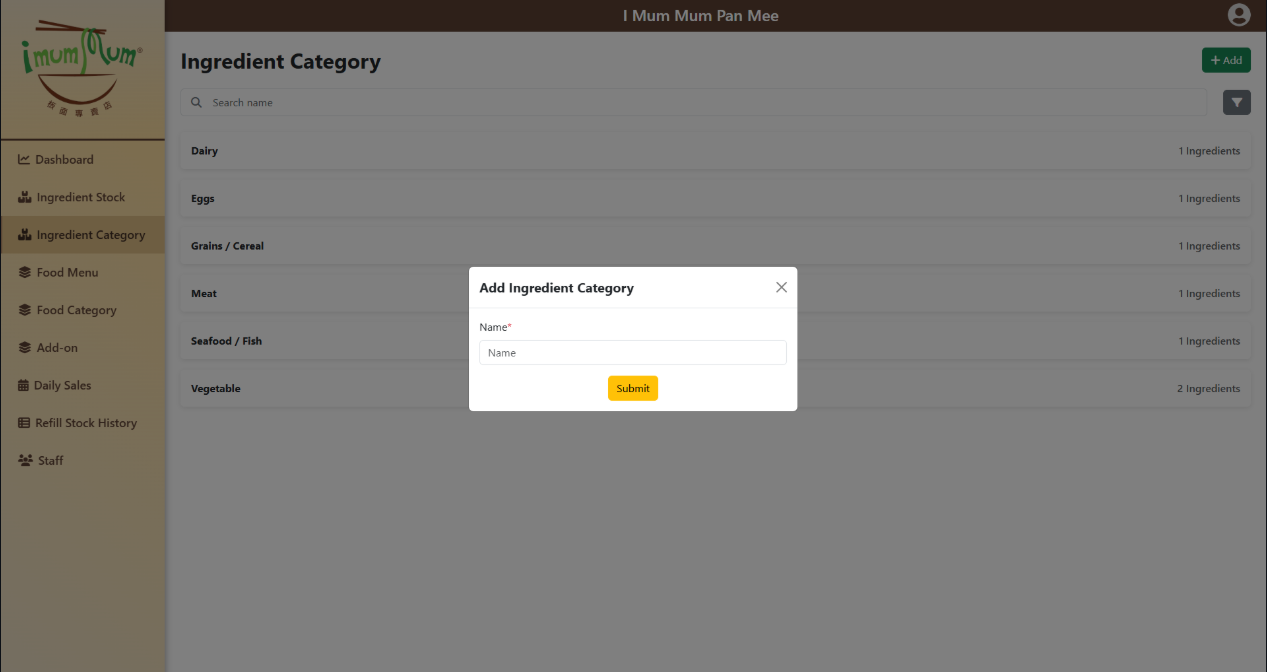 imum Mum®
I Mum Mum Pan Mee
Ingredient Category
+ Add
Search name
Dashboard
Ingredient Stock
Ingredient Category
Food Menu
Food Category
Add-on
Daily Sales
Refill Stock History
Staff
Dairy 1 Ingredients
Eggs 1 Ingredients
Grains / Cereal 1 Ingredients
Meat 1 Ingredients
Seafood / Fish 1 Ingredients
Vegetable 2 Ingredients
Add Ingredient Category
Name*
Name
Submit